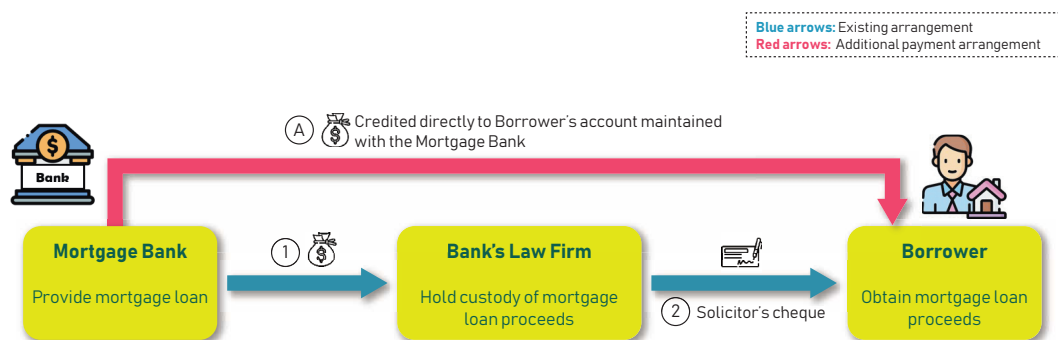 Blue arrows: Existing arrangement
Red arrows: Additional payment arrangement
A
$
Credited directly to Borrower's account maintained
with the Mortgage Bank
$
Bank
Mortgage Bank
Provide mortgage loan
1
$
Bank's Law Firm
Hold custody of mortgage
loan proceeds
2 Solicitor's cheque
Borrower
Obtain mortgage loan
proceeds